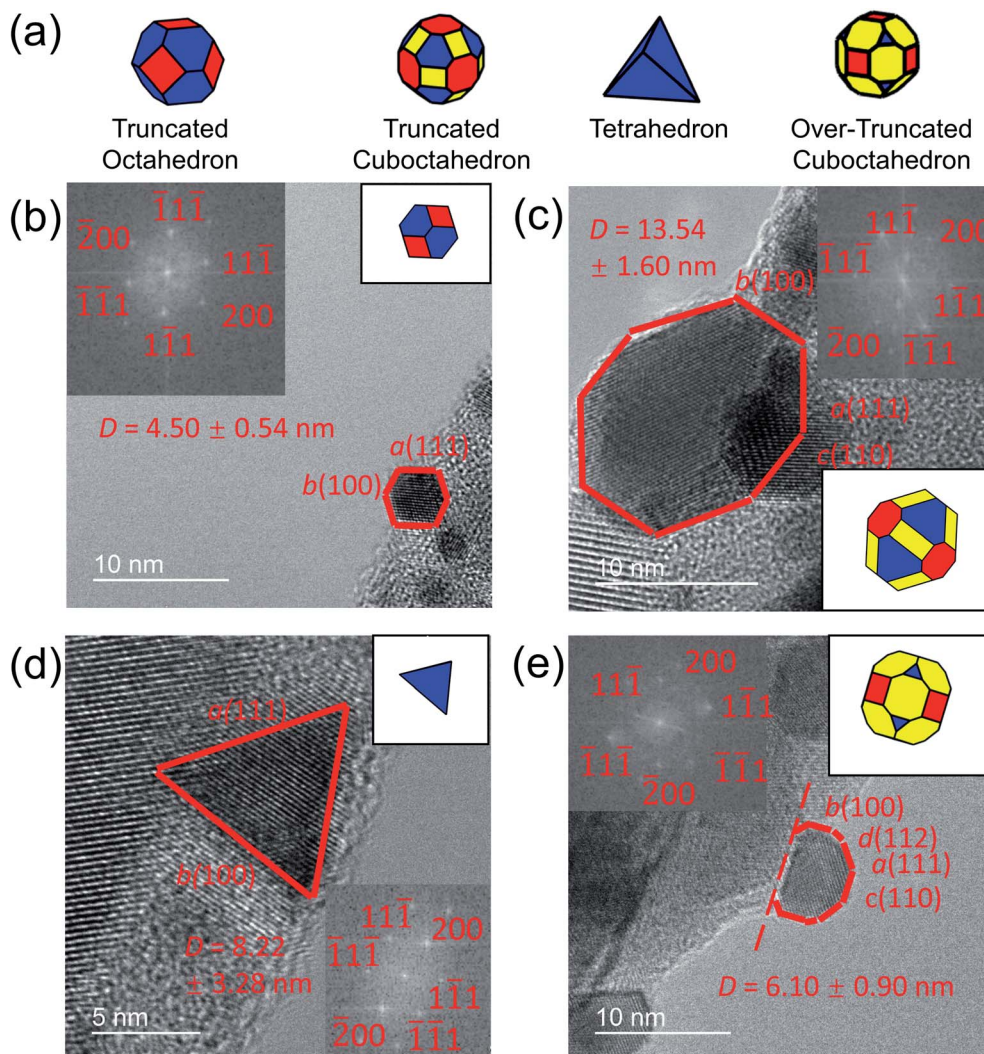 (a)
Truncated
Octahedron
Truncated
Cuboctahedron
Tetrahedron
Over-Truncated
Cuboctahedron
(b)
1̅11̅
2̅00
111̅
1̅1̅1
200
11̅1
D = 4.50 ± 0.54 nm
a(111)
b(100)
10 nm
(c)
D = 13.54
± 1.60 nm
b(100)
111̅
200
1̅11̅
11̅1
2̅00
1̅1̅1
a(111)
c(110)
10 nm
(d)
a(111)
b(100)
D = 8.22
± 3.28 nm
111̅
200
1̅11̅
11̅1
2̅00
1̅1̅1
5 nm
(e)
200
111̅
11̅1
1̅11̅
1̅1̅1
2̅00
b(100)
d(112)
a(111)
c(110)
D = 6.10 ± 0.90 nm
10 nm